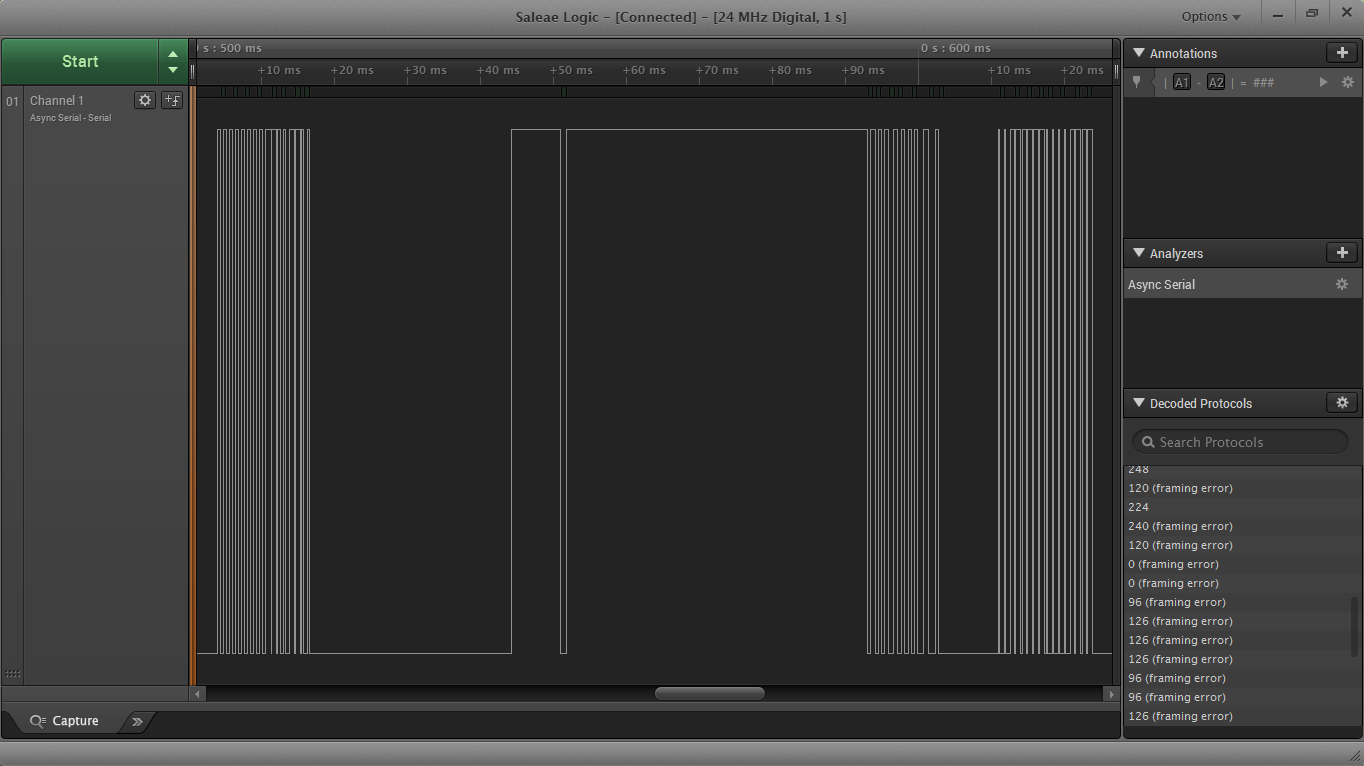 Saleae Logic - [Connected] - [24 MHz Digital, 1 s]
Options
Start
0 s : 500 ms
0 s : 600 ms
+10 ms
+20 ms
+30 ms
+40 ms
+50 ms
+60 ms
+70 ms
+80 ms
+90 ms
+10 ms
+20 ms
01
Channel 1
Async Serial - Serial
Annotations
| A1 - A2 | = ###
Analyzers
Async Serial
Decoded Protocols
Search Protocols
248
120 (framing error)
224
240 (framing error)
120 (framing error)
0 (framing error)
0 (framing error)
96 (framing error)
126 (framing error)
126 (framing error)
126 (framing error)
96 (framing error)
96 (framing error)
126 (framing error)
Capture